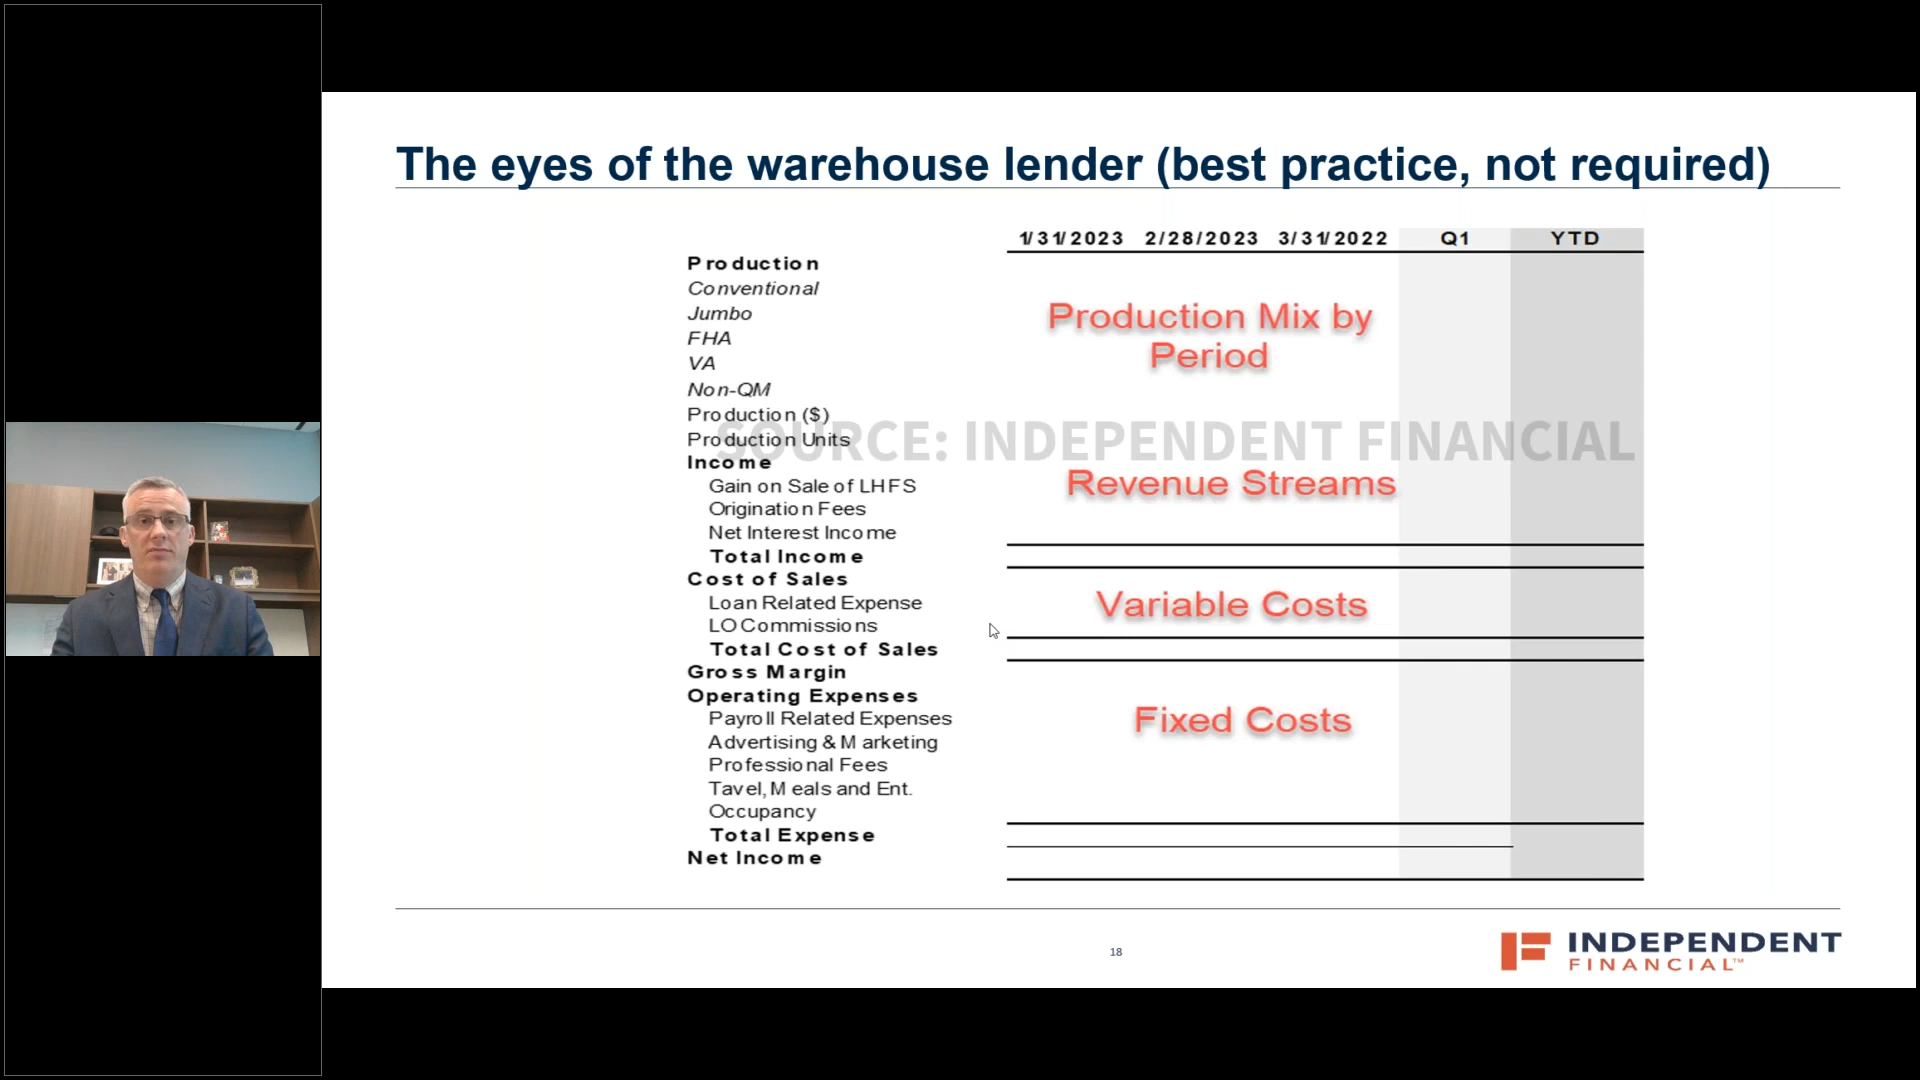 The eyes of the warehouse lender (best practice, not required)
1/31/2023 2/28/2023 3/31/2022 Q1 YTD
Production
Conventional
Jumbo
FHA
VA
Non-QM
Production Mix by
Period
Production ($)
Production Units
SOURCE: INDEPENDENT FINANCIAL
Income
Gain on Sale of LHFS
Origination Fees
Net Interest Income
Revenue Streams
Total Income
Cost of Sales
Loan Related Expense
LO Commissions
Variable Costs
Total Cost of Sales
Gross Margin
Operating Expenses
Payroll Related Expenses
Advertising & Marketing
Professional Fees
Tavel, Meals and Ent.
Occupancy
Fixed Costs
Total Expense
Net Income
18
INDEPENDENT
FINANCIAL™